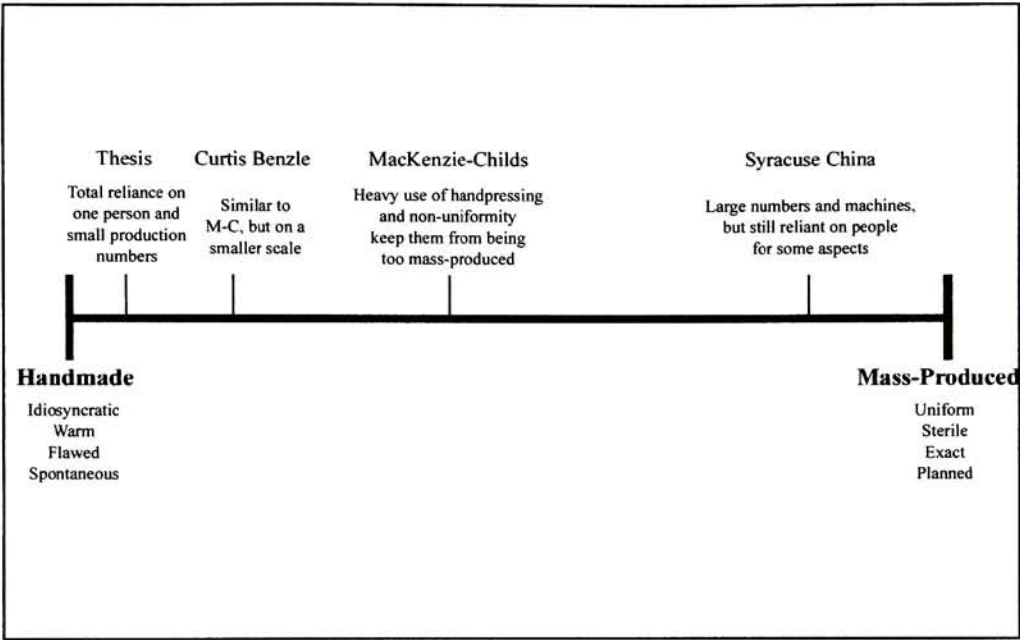 Thesis
Total reliance on
one person and
small production
numbers
Curtis Benzle
Similar to
M-C, but on a
smaller scale
MacKenzie-Childs
Heavy use of handpressing
and non-uniformity
keep them from being
too mass-produced
Syracuse China
Large numbers and machines,
but still reliant on people
for some aspects
Handmade
Idiosyncratic
Warm
Flawed
Spontaneous
Mass-Produced
Uniform
Sterile
Exact
Planned